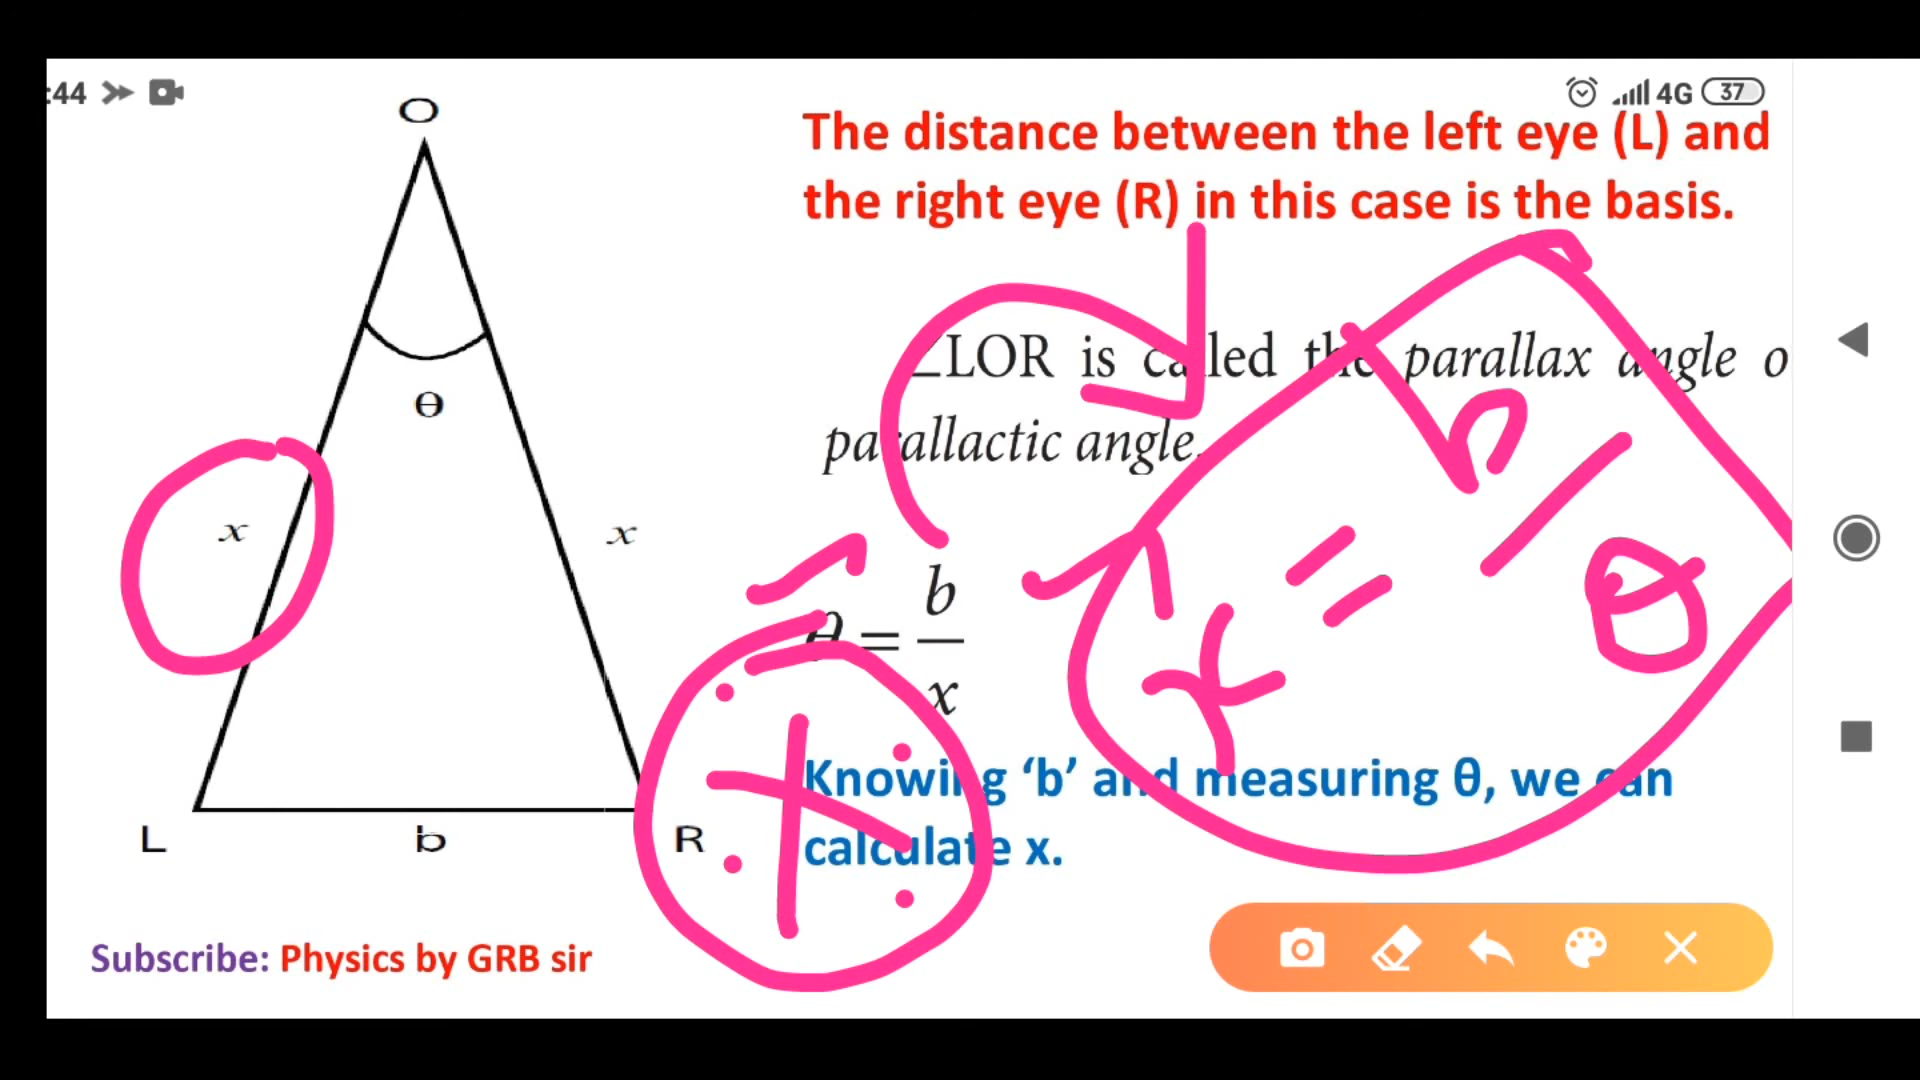 :44
4G 37
O
The distance between the left eye (L) and
the right eye (R) in this case is the basis.
∠LOR is called the parallax angle o
parallactic angle.
θ
x
x
θ = b/x
x = b/θ
Knowing ‘b’ and measuring θ, we can
calculate x.
L
b
R
Subscribe: Physics by GRB sir